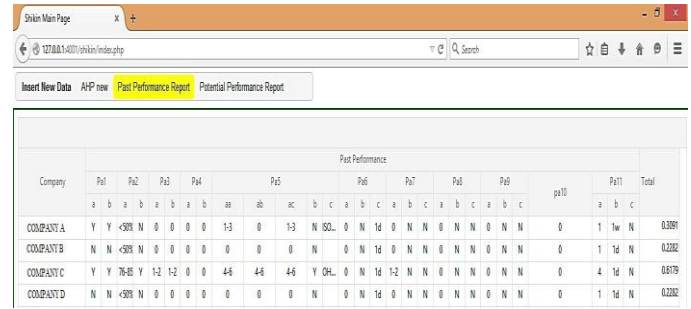 Shikin Main Page x +
127.0.0.1:4001/shikin/index.php Search
Insert New Data AHP new Past Performance Report Potential Performance Report
Past Performance
Company Pa1 Pa2 Pa3 Pa4 Pa5 Pa6 Pa7 Pa8 Pa9 pa10 Pa11 Total
a b a b a b a b aa ab ac b c a b c a b c a b c a b c a b c
COMPANY A Y Y <50% N 0 0 0 0 1-3 0 1-3 N ISO... 0 N 1d 0 N N 0 N N 0 N N 0 1 1w N 0.3091
COMPANY B N N <50% N 0 0 0 0 0 0 0 N 0 N 1d 0 N N 0 N N 0 N N 0 1 1d N 0.2282
COMPANY C Y Y 76-85 Y 1-2 1-2 0 0 4-6 4-6 4-6 Y OH... 0 N 1d 1-2 N N 0 N N 0 N N 0 4 1d N 0.6179
COMPANY D N N <50% N 0 0 0 0 0 0 0 N 0 N 1d 0 N N 0 N N 0 N N 0 1 1d N 0.2282